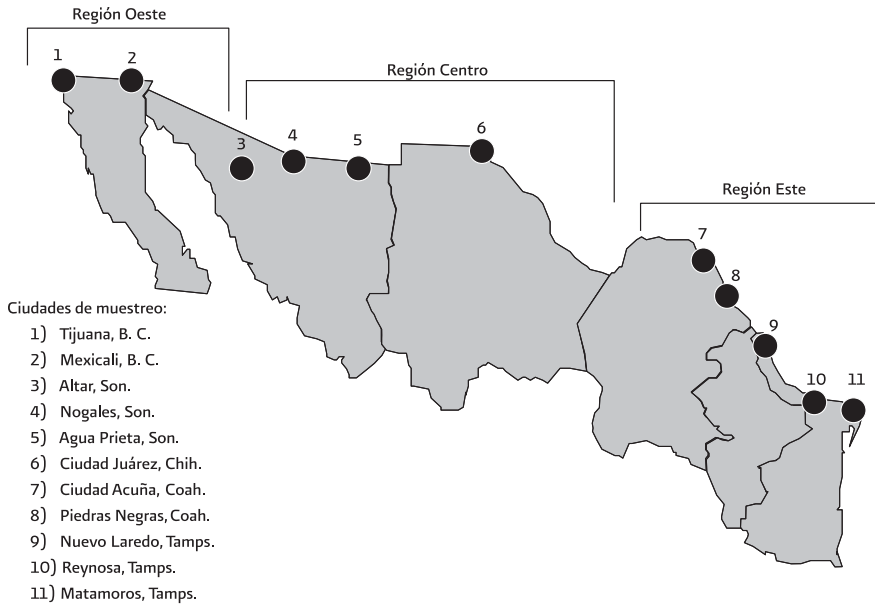 Región Oeste
1
2
Región Centro
3
4
5
6
Región Este
7
8
9
10
11
Ciudades de muestreo:
1) Tijuana, B. C.
2) Mexicali, B. C.
3) Altar, Son.
4) Nogales, Son.
5) Agua Prieta, Son.
6) Ciudad Juárez, Chih.
7) Ciudad Acuña, Coah.
8) Piedras Negras, Coah.
9) Nuevo Laredo, Tamps.
10) Reynosa, Tamps.
11) Matamoros, Tamps.